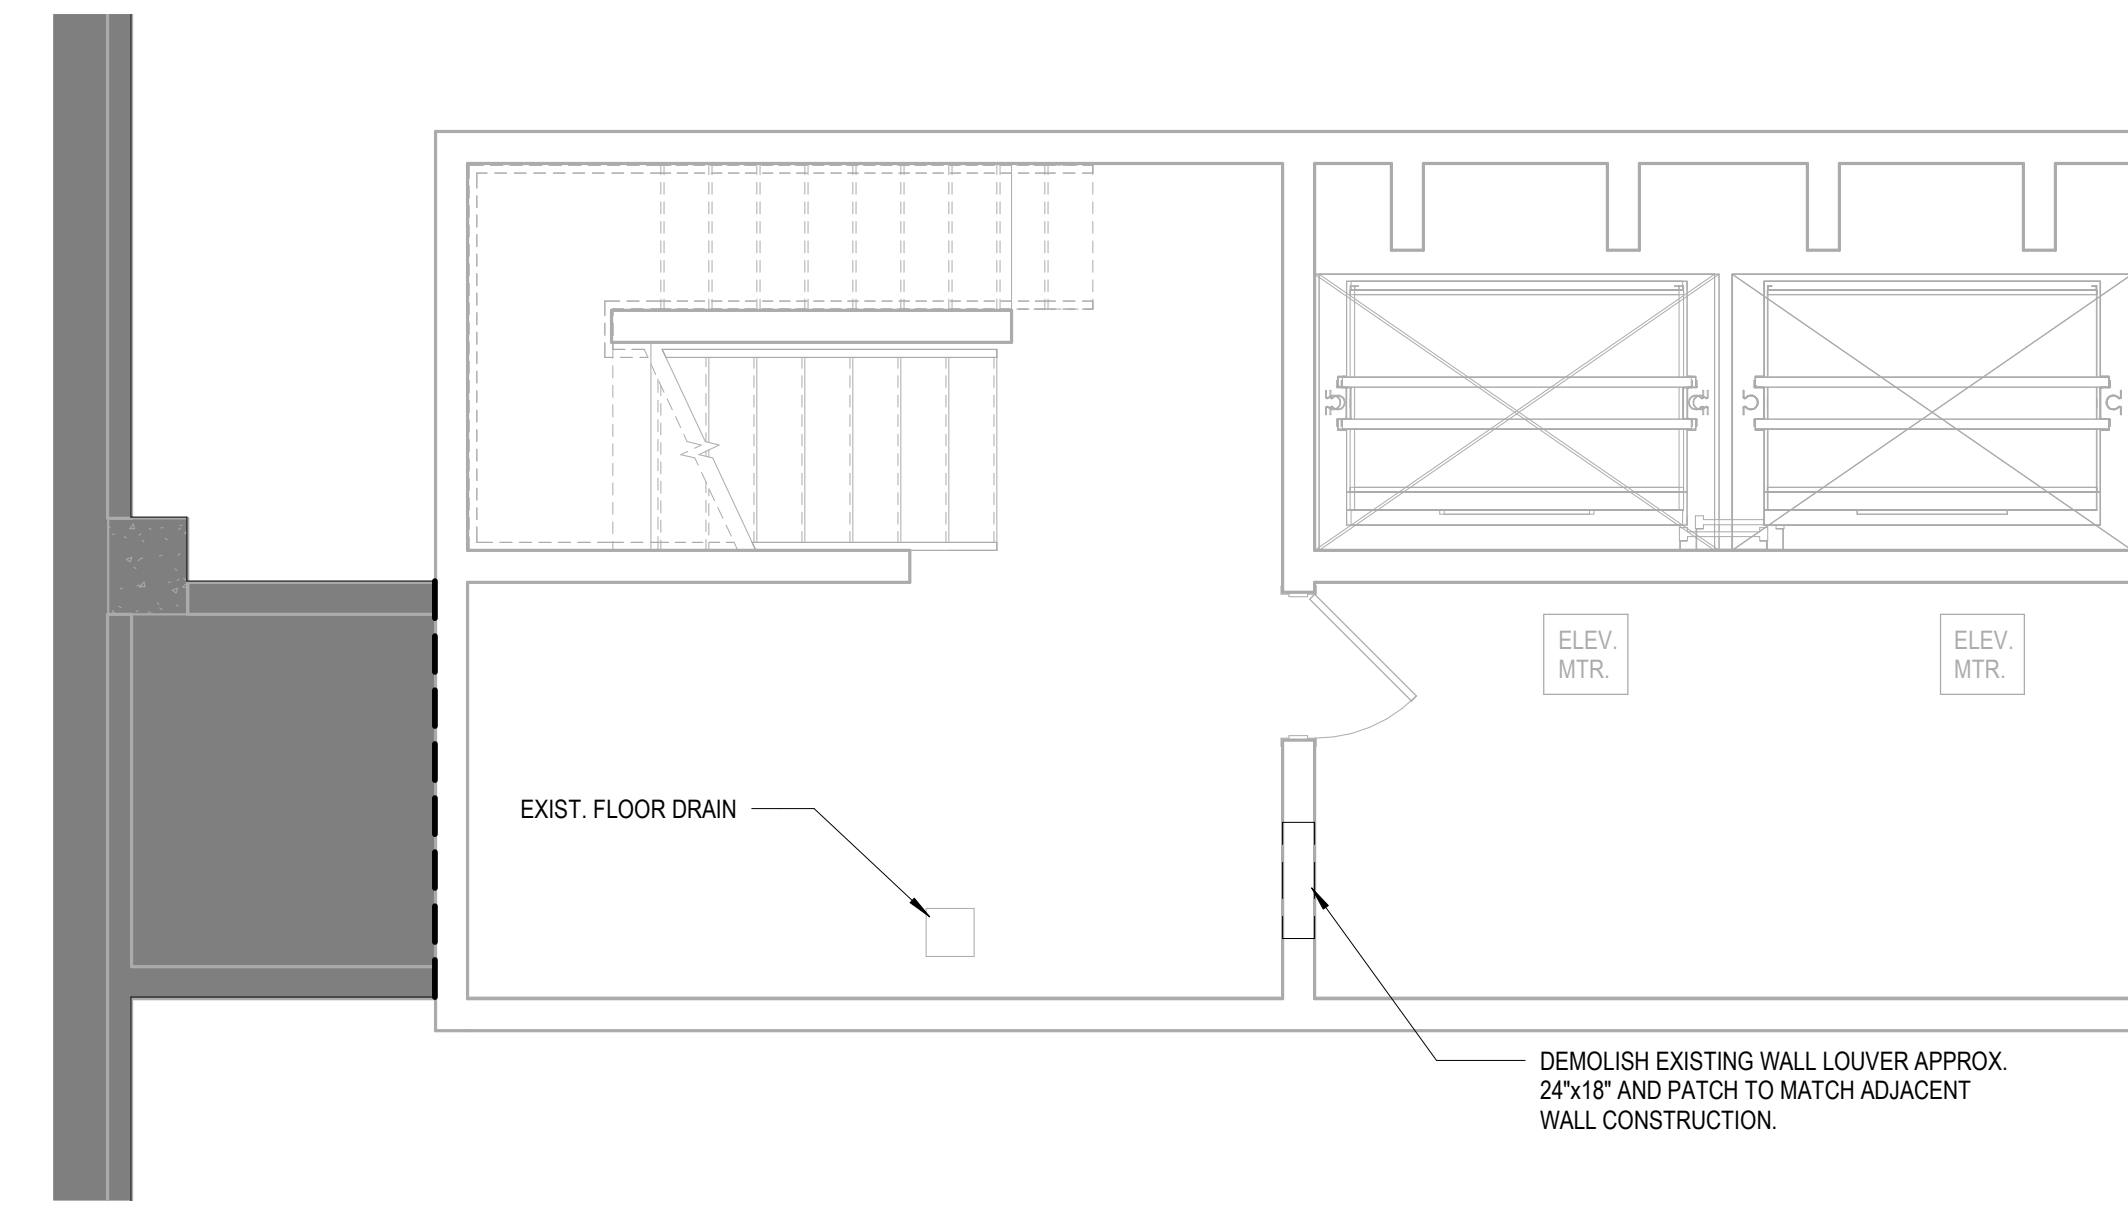 ELEV.
MTR.
ELEV.
MTR.
EXIST. FLOOR DRAIN
DEMOLISH EXISTING WALL LOUVER APPROX.
24"x18" AND PATCH TO MATCH ADJACENT
WALL CONSTRUCTION.